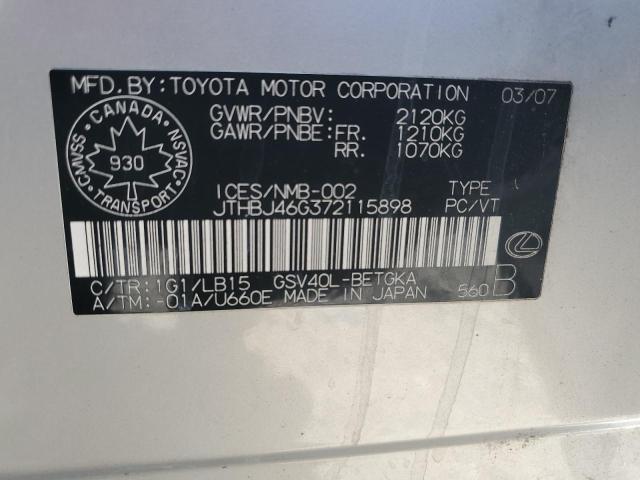 MFD. BY: TOYOTA MOTOR CORPORATION 03/07
GVWR/PNBV: 2120KG
GAWR/PNBE: FR. 1210KG
RR. 1070KG
CANADA
CMVSS NSVAC
930
TRANSPORT
ICES/NMB-002 TYPE
JTHBJ46G372115898 PC/VT
C/TR: 1G1/LB15 GSV40L-BETGKA
A/TM: -01A/U660E MADE IN JAPAN 560 B